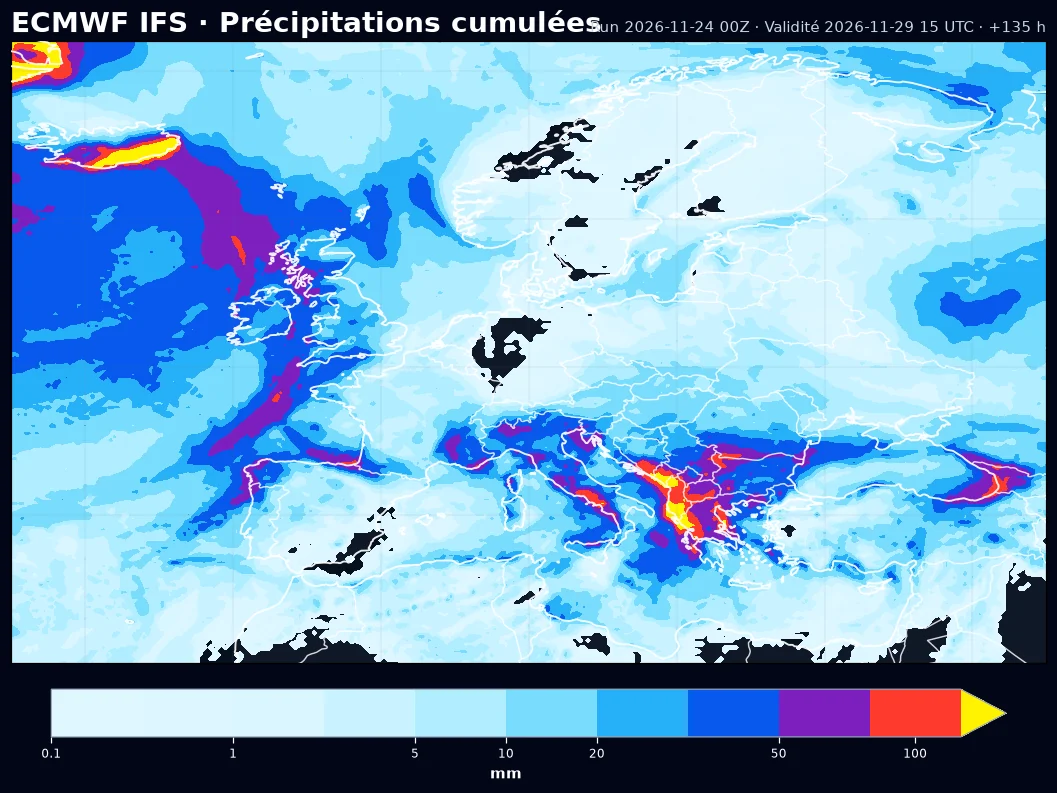 ECMWF IFS · Précipitations cumulées
Run 2026-11-24 00Z · Validité 2026-11-29 15 UTC · +135 h
0.1 1 5 10 20 50 100
mm